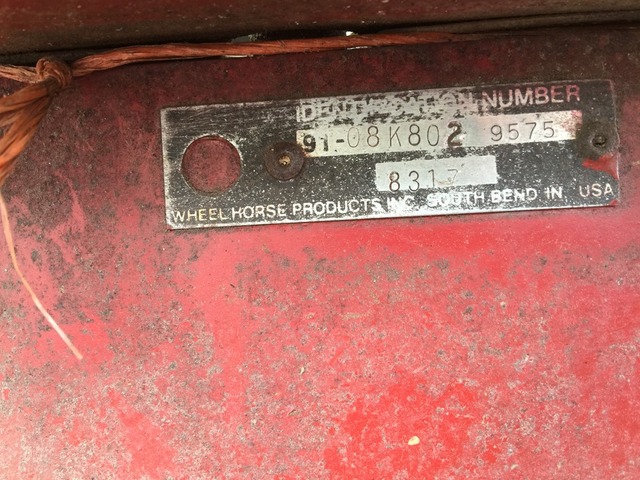 NUMBER
91-08K802 9575
8317
WHEEL HORSE PRODUCTS INC. SOUTH BEND IN. USA